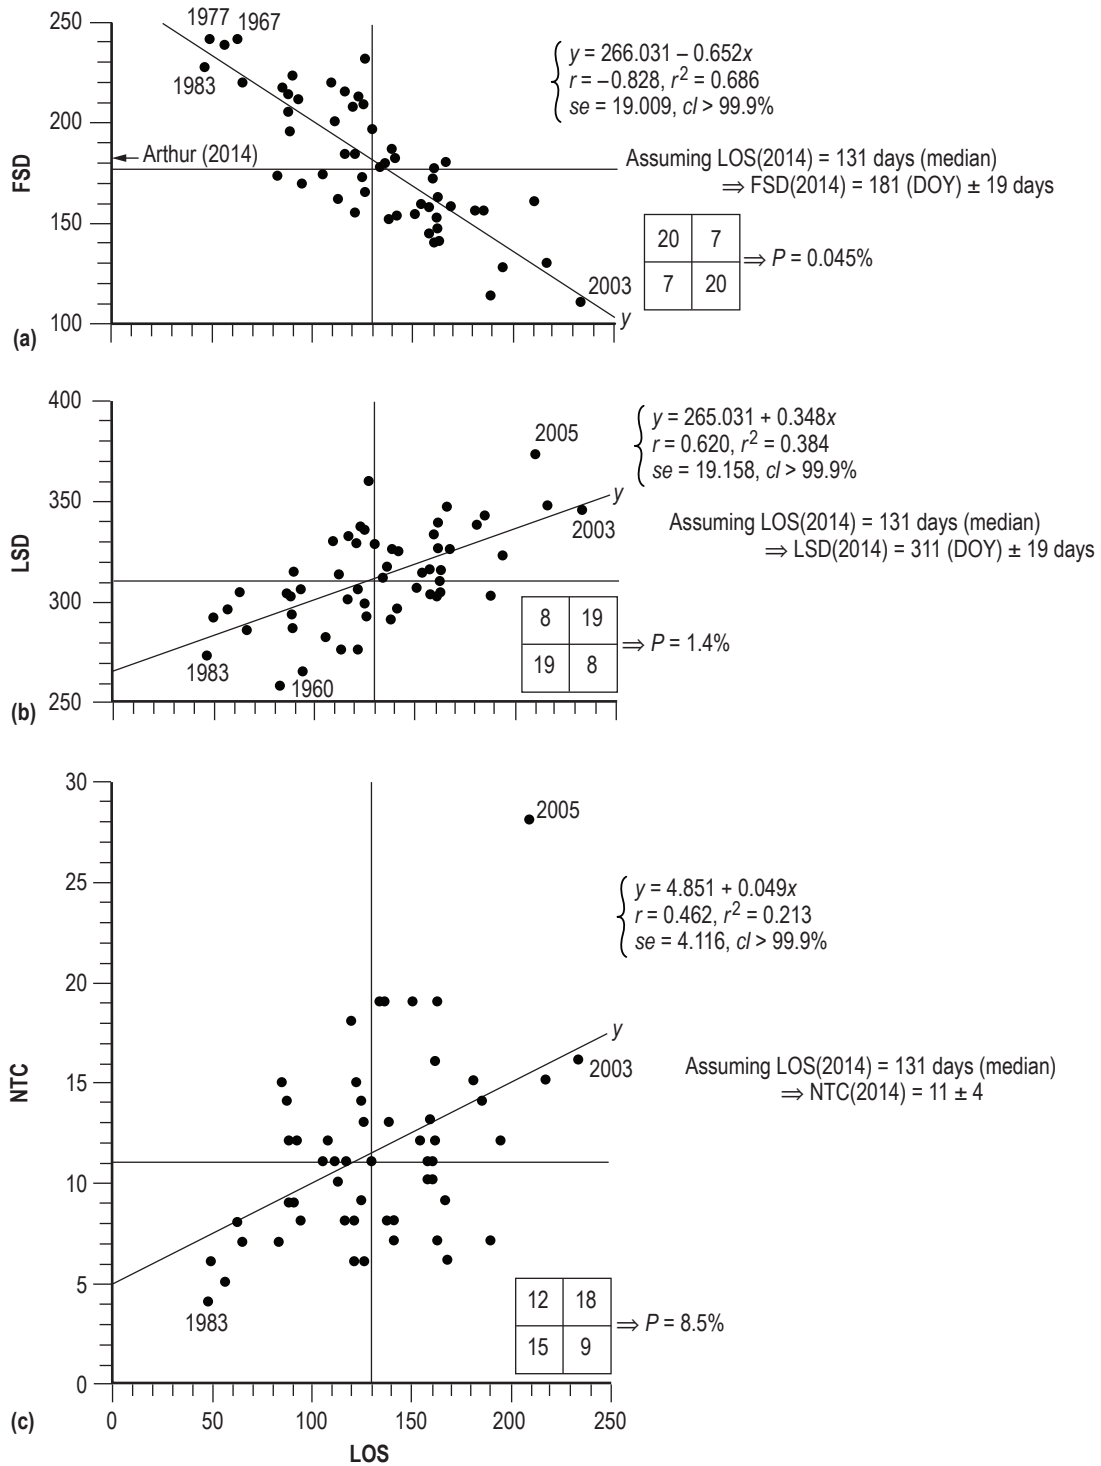 250
200
150
100
FSD
(a)
1977 1967
1983
Arthur (2014)
2003
y
y = 266.031 – 0.652x
r = –0.828, r² = 0.686
se = 19.009, cl > 99.9%
Assuming LOS(2014) = 131 days (median)
⇒ FSD(2014) = 181 (DOY) ± 19 days
20 7
7 20
⇒ P = 0.045%
400
350
300
250
LSD
(b)
2005
y
2003
1983
1960
y = 265.031 + 0.348x
r = 0.620, r² = 0.384
se = 19.158, cl > 99.9%
Assuming LOS(2014) = 131 days (median)
⇒ LSD(2014) = 311 (DOY) ± 19 days
8 19
19 8
⇒ P = 1.4%
30
25
20
15
10
5
0
NTC
(c)
2005
y
2003
1983
y = 4.851 + 0.049x
r = 0.462, r² = 0.213
se = 4.116, cl > 99.9%
Assuming LOS(2014) = 131 days (median)
⇒ NTC(2014) = 11 ± 4
12 18
15 9
⇒ P = 8.5%
0 50 100 150 200 250
LOS